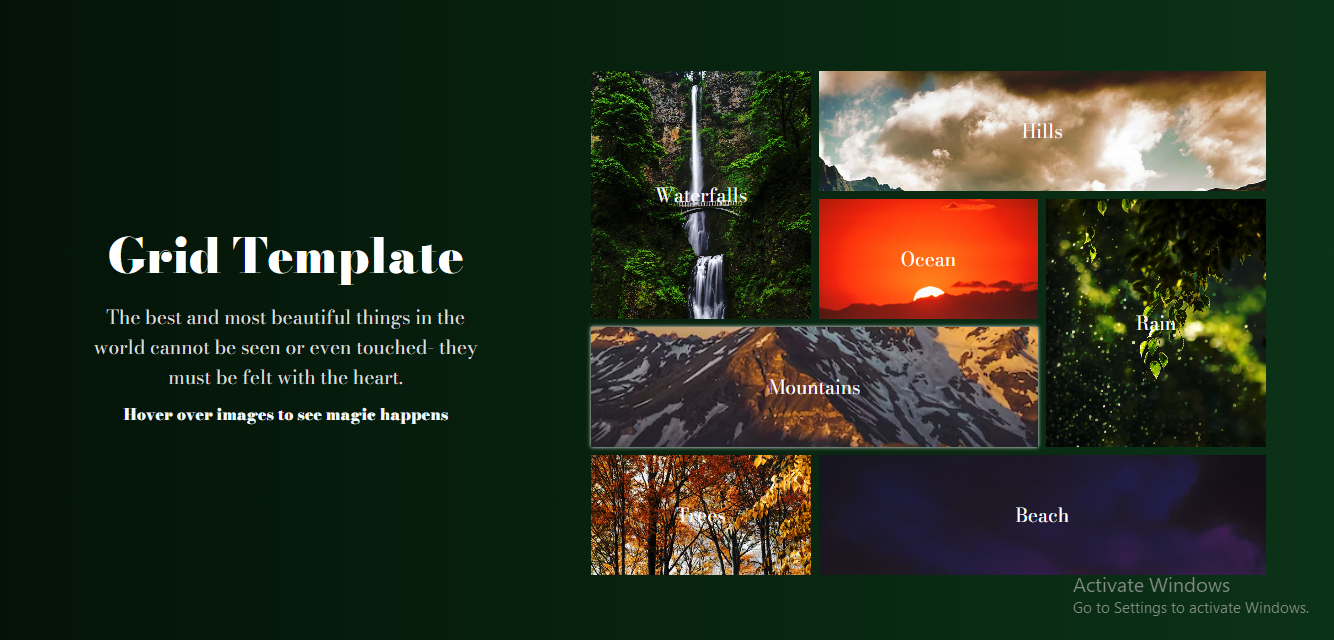 Grid Template
The best and most beautiful things in the
world cannot be seen or even touched- they
must be felt with the heart.
Hover over images to see magic happens
Waterfalls
Hills
Ocean
Rain
Mountains
Trees
Beach
Activate Windows
Go to Settings to activate Windows.